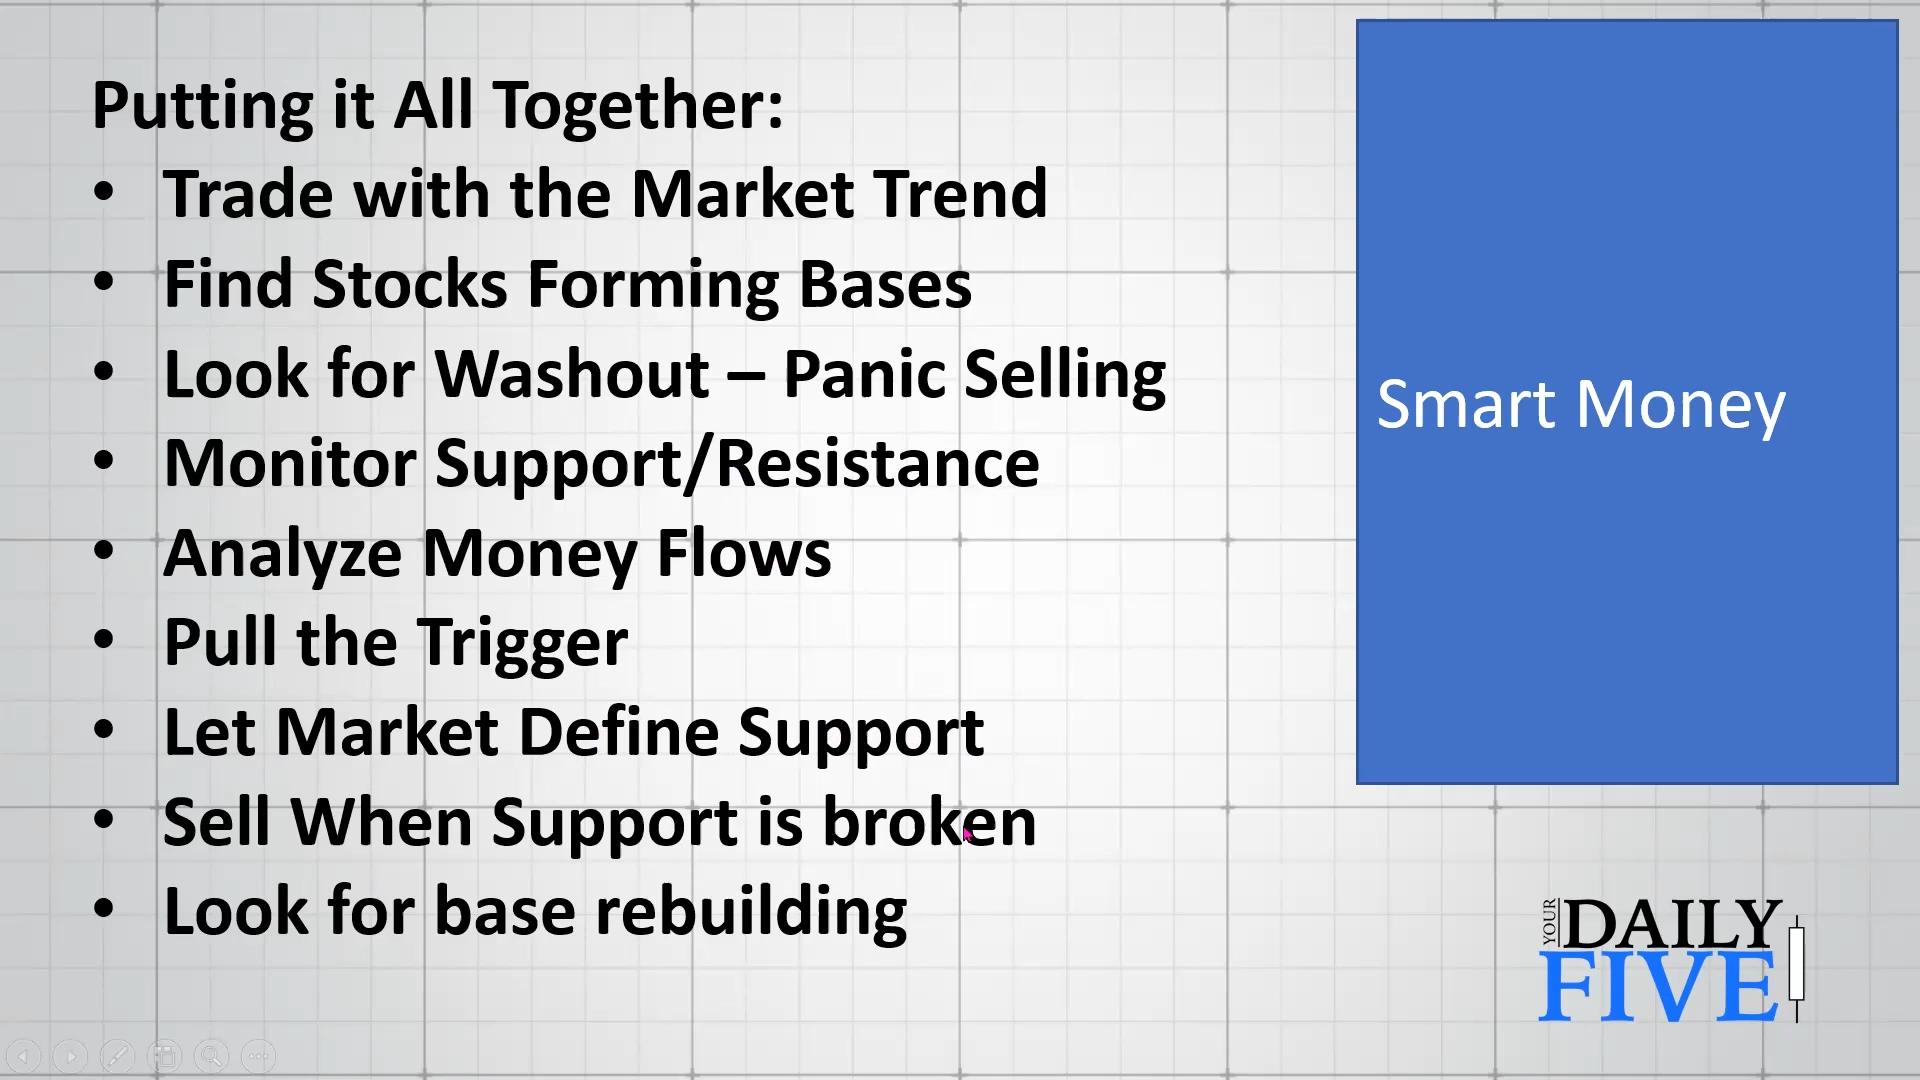 Putting it All Together:
• Trade with the Market Trend
• Find Stocks Forming Bases
• Look for Washout – Panic Selling
• Monitor Support/Resistance
• Analyze Money Flows
• Pull the Trigger
• Let Market Define Support
• Sell When Support is broken
• Look for base rebuilding
Smart Money
YOUR DAILY
FIVE